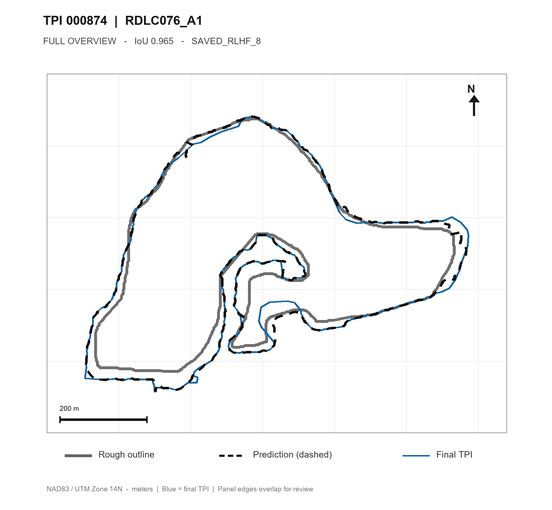 TPI 000874 | RDLC076_A1
FULL OVERVIEW - IoU 0.965 - SAVED_RLHF_8
N
200 m
Rough outline
Prediction (dashed)
Final TPI
NAD83 / UTM Zone 14N - meters | Blue = final TPI | Panel edges overlap for review